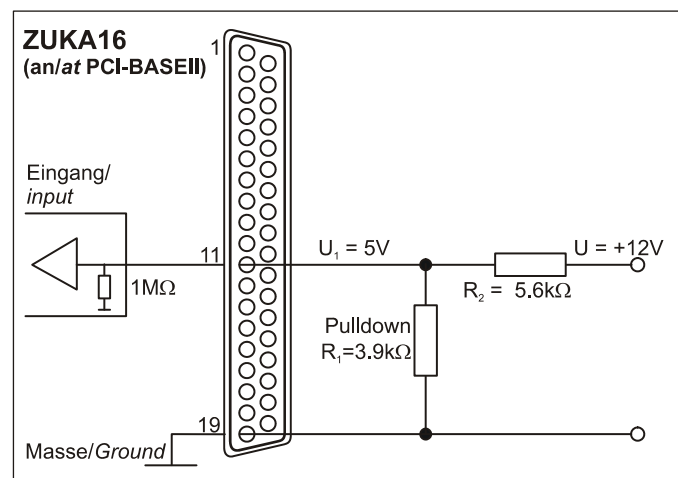 ZUKA16
(an/at PCI-BASEII)
1
Eingang/
input
11
U₁ = 5V
U = +12V
1MΩ
R₂ = 5.6kΩ
Pulldown
R₁=3.9kΩ
19
Masse/Ground